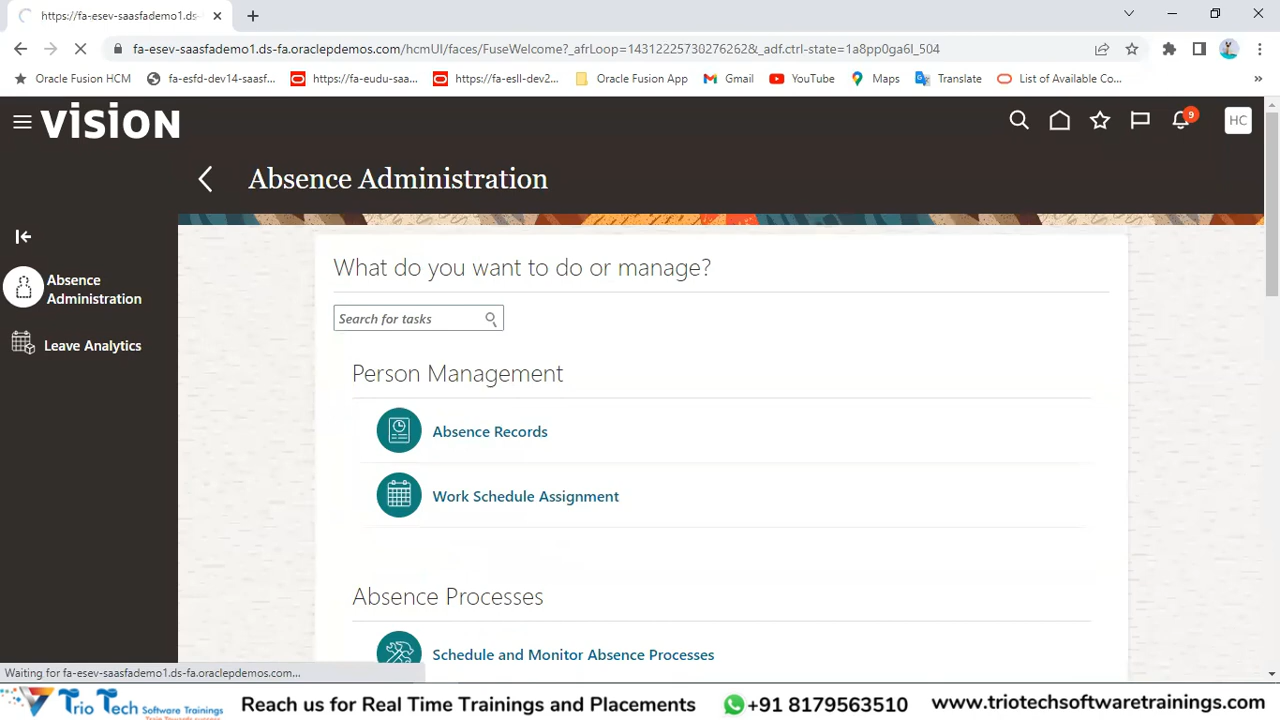 https://fa-esev-saasfademo1.ds-
fa-esev-saasfademo1.ds-fa.oraclepdemos.com/hcmUI/faces/FuseWelcome?_afrLoop=14312225730276262&_adf.ctrl-state=1a8pp0ga6l_504
Oracle Fusion HCM
fa-esfd-dev14-saasf...
https://fa-eudu-saa...
https://fa-esll-dev2...
Oracle Fusion App
Gmail
YouTube
Maps
Translate
List of Available Co...
»
VISION
9
HC
Absence Administration
Absence
Administration
Leave Analytics
What do you want to do or manage?
Search for tasks
Person Management
Absence Records
Work Schedule Assignment
Absence Processes
Schedule and Monitor Absence Processes
Waiting for fa-esev-saasfademo1.ds-fa.oraclepdemos.com...
Trio Tech Software Trainings
Reach us for Real Time Trainings and Placements
+91 8179563510
www.triotechsoftwaretrainings.com